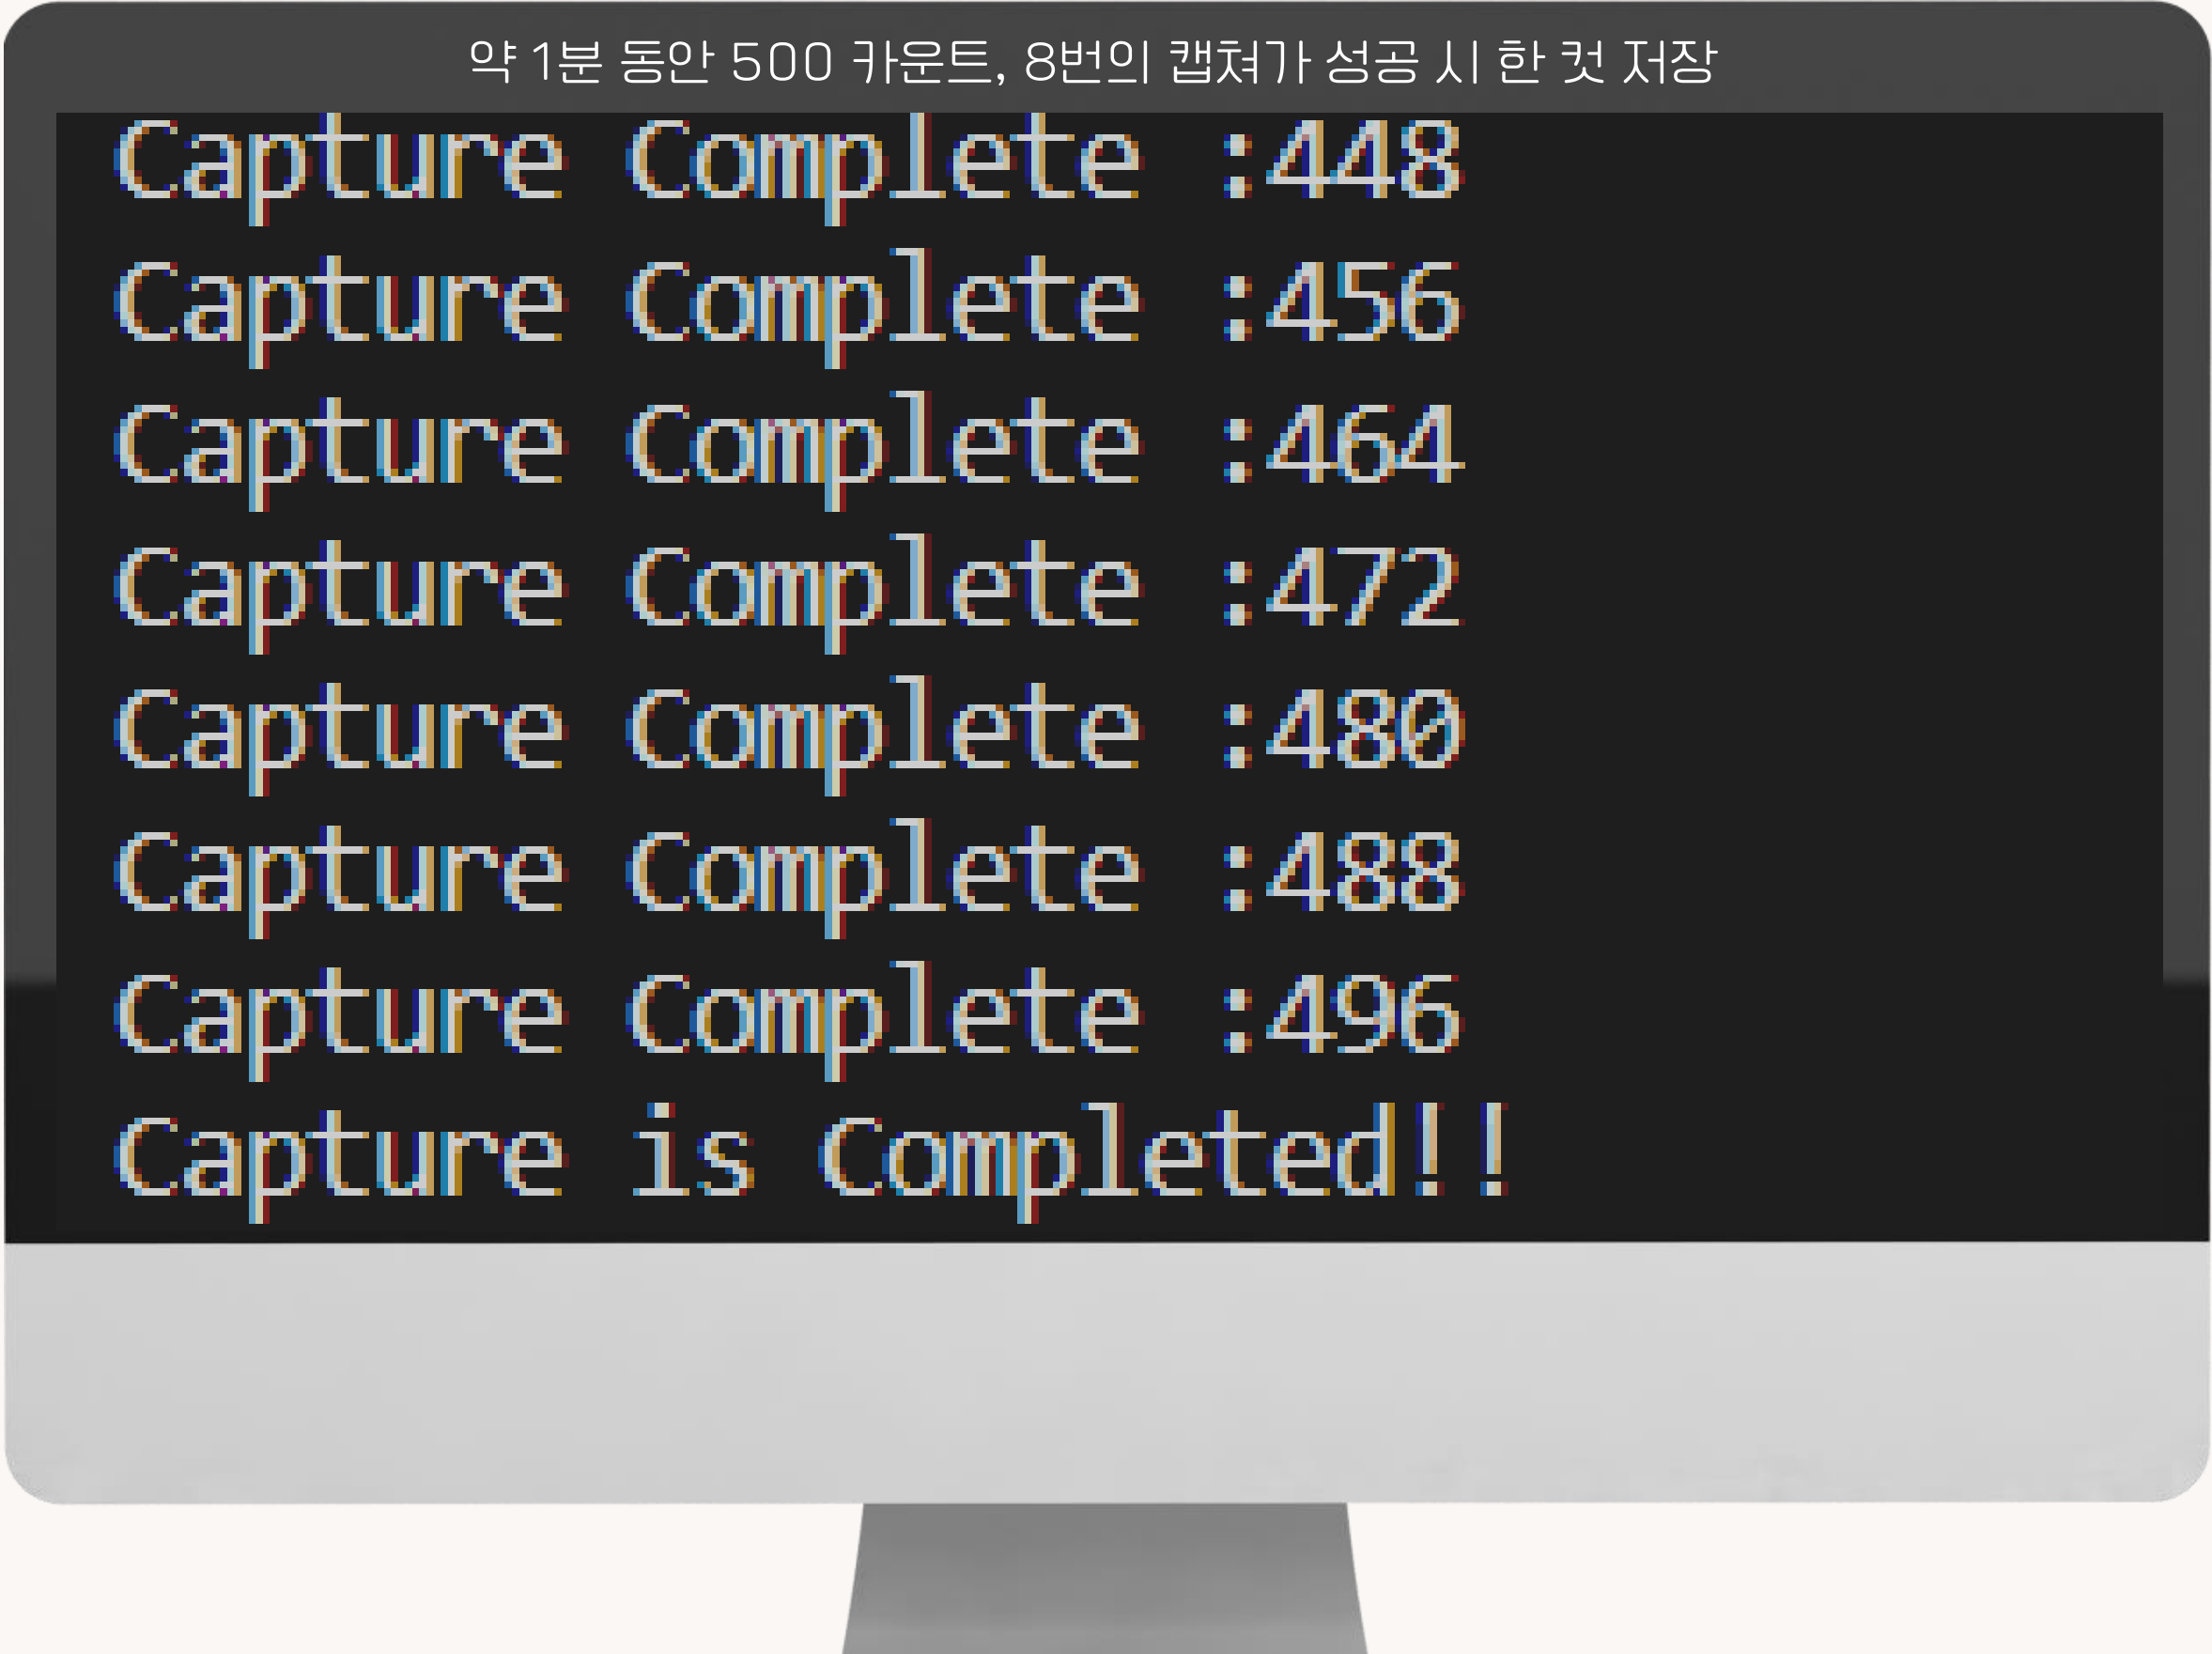 약 1분 동안 500 카운트, 8번의 캡쳐가 성공 시 한 컷 저장
Capture Complete :448
Capture Complete :456
Capture Complete :464
Capture Complete :472
Capture Complete :480
Capture Complete :488
Capture Complete :496
Capture is Completed!!